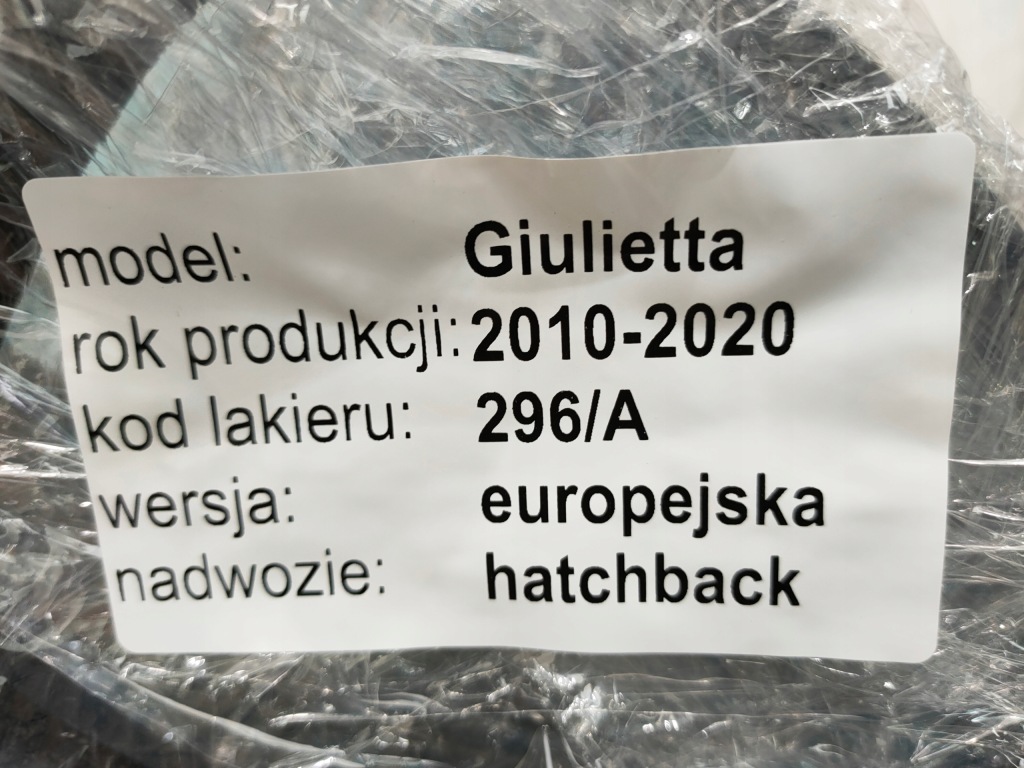 model: Giulietta
rok produkcji: 2010-2020
kod lakieru: 296/A
wersja: europejska
nadwozie: hatchback